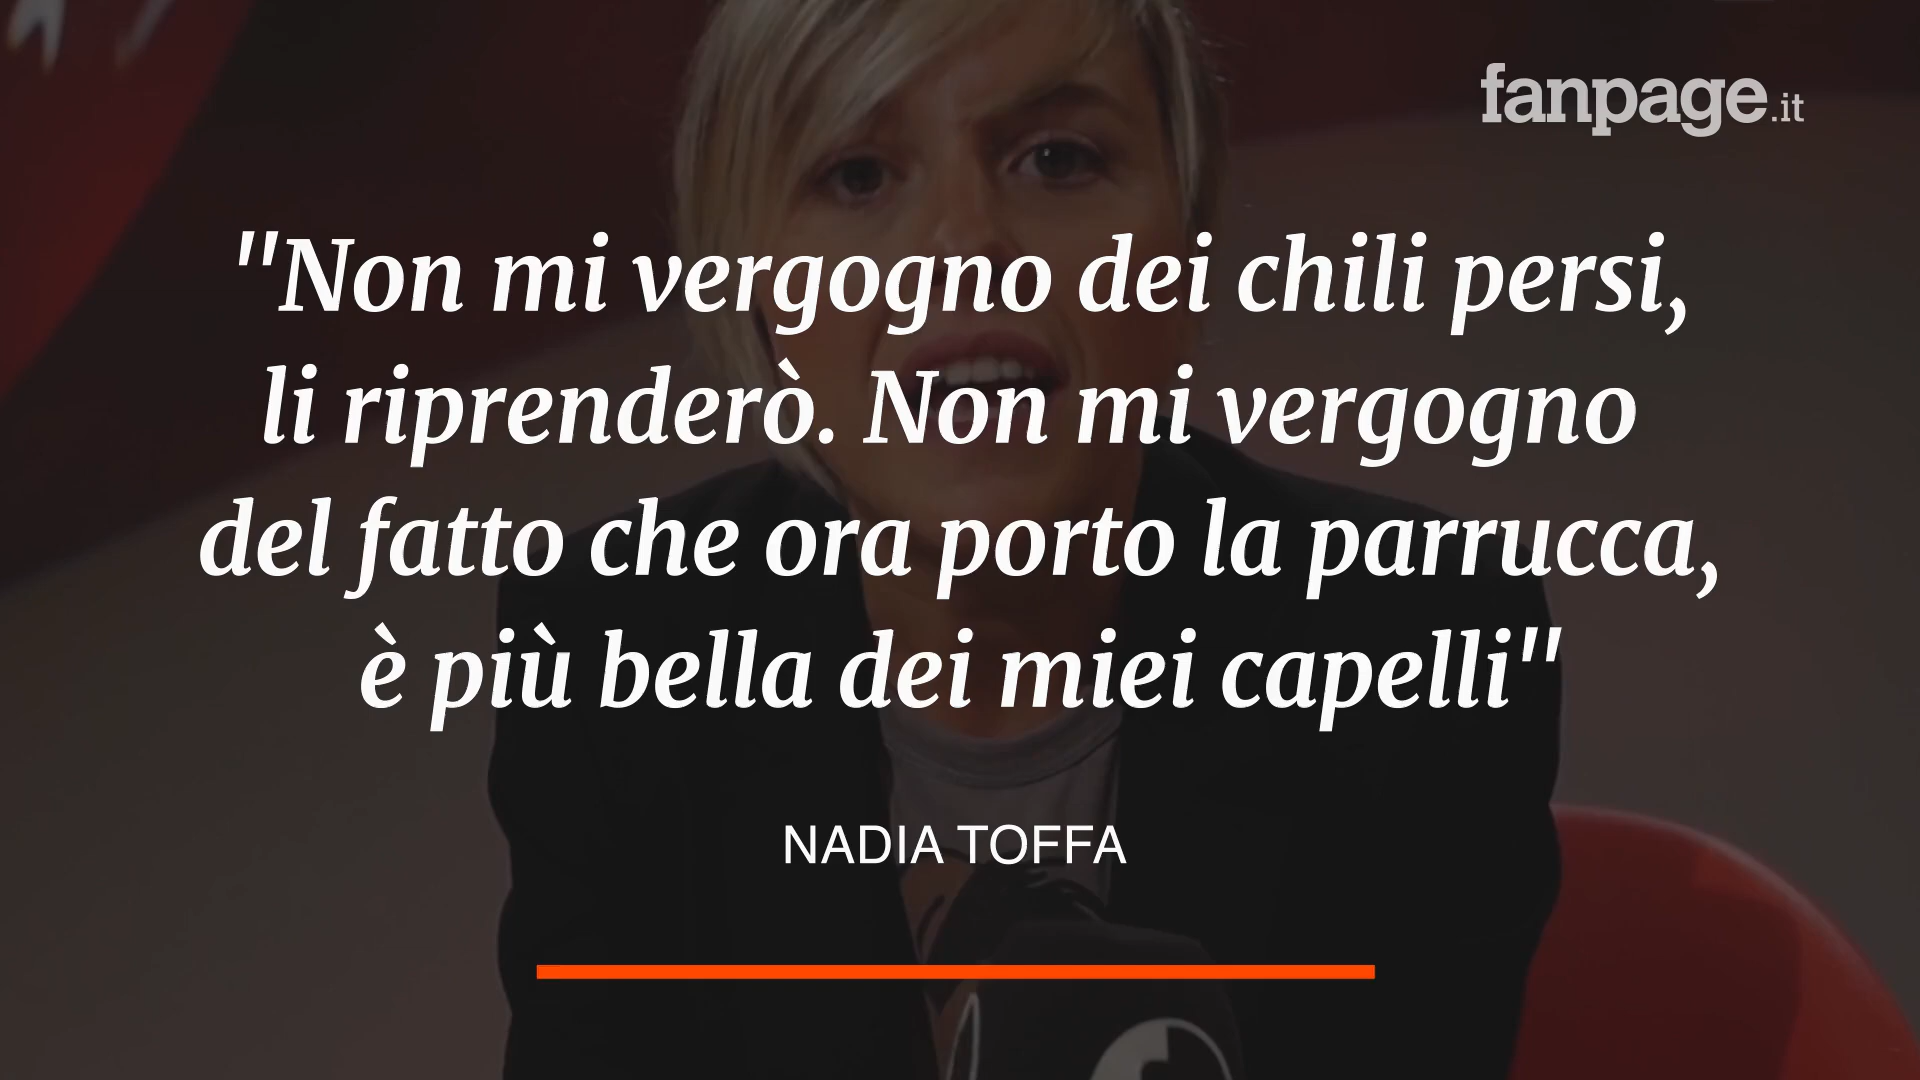 fanpage.it
"Non mi vergogno dei chili persi,
li riprenderò. Non mi vergogno
del fatto che ora porto la parrucca,
è più bella dei miei capelli"
NADIA TOFFA